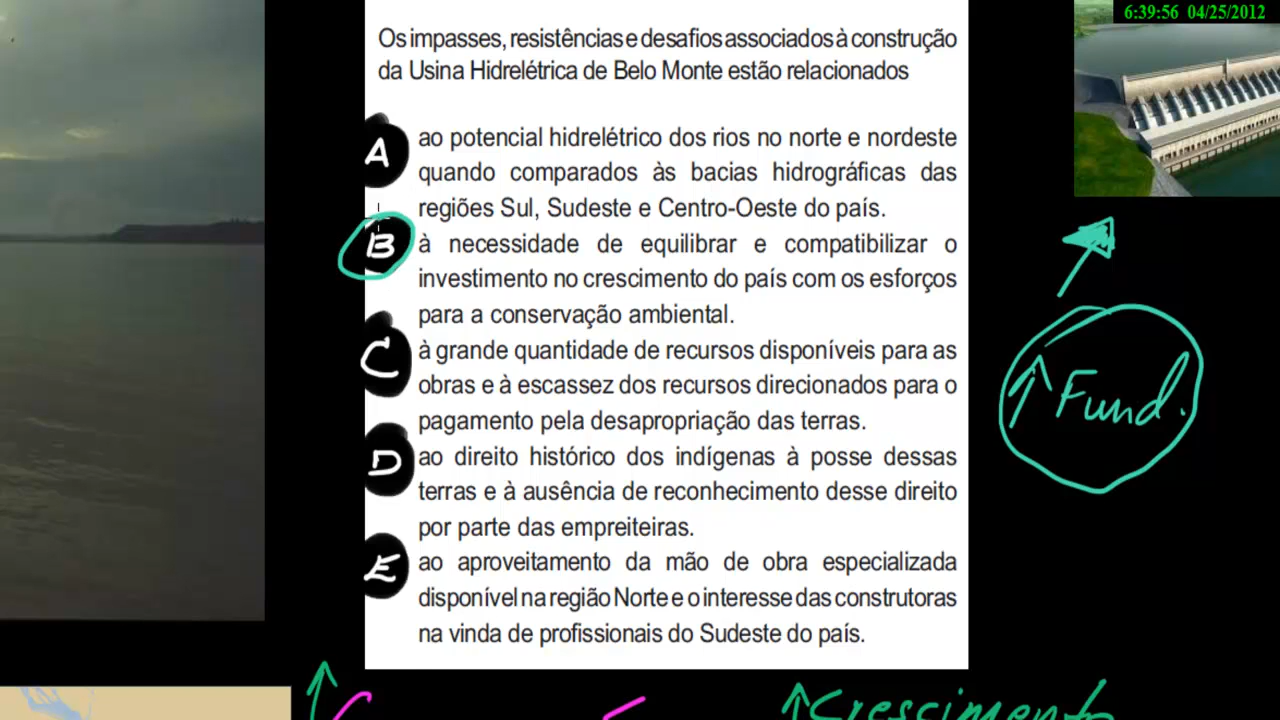 6:39:56 04/25/2012
Os impasses, resistências e desafios associados à construção
da Usina Hidrelétrica de Belo Monte estão relacionados
A ao potencial hidrelétrico dos rios no norte e nordeste
quando comparados às bacias hidrográficas das
regiões Sul, Sudeste e Centro-Oeste do país.
B à necessidade de equilibrar e compatibilizar o
investimento no crescimento do país com os esforços
para a conservação ambiental.
C à grande quantidade de recursos disponíveis para as
obras e à escassez dos recursos direcionados para o
pagamento pela desapropriação das terras.
D ao direito histórico dos indígenas à posse dessas
terras e à ausência de reconhecimento desse direito
por parte das empreiteiras.
E ao aproveitamento da mão de obra especializada
disponível na região Norte e o interesse das construtoras
na vinda de profissionais do Sudeste do país.
Fund.
Crescimento